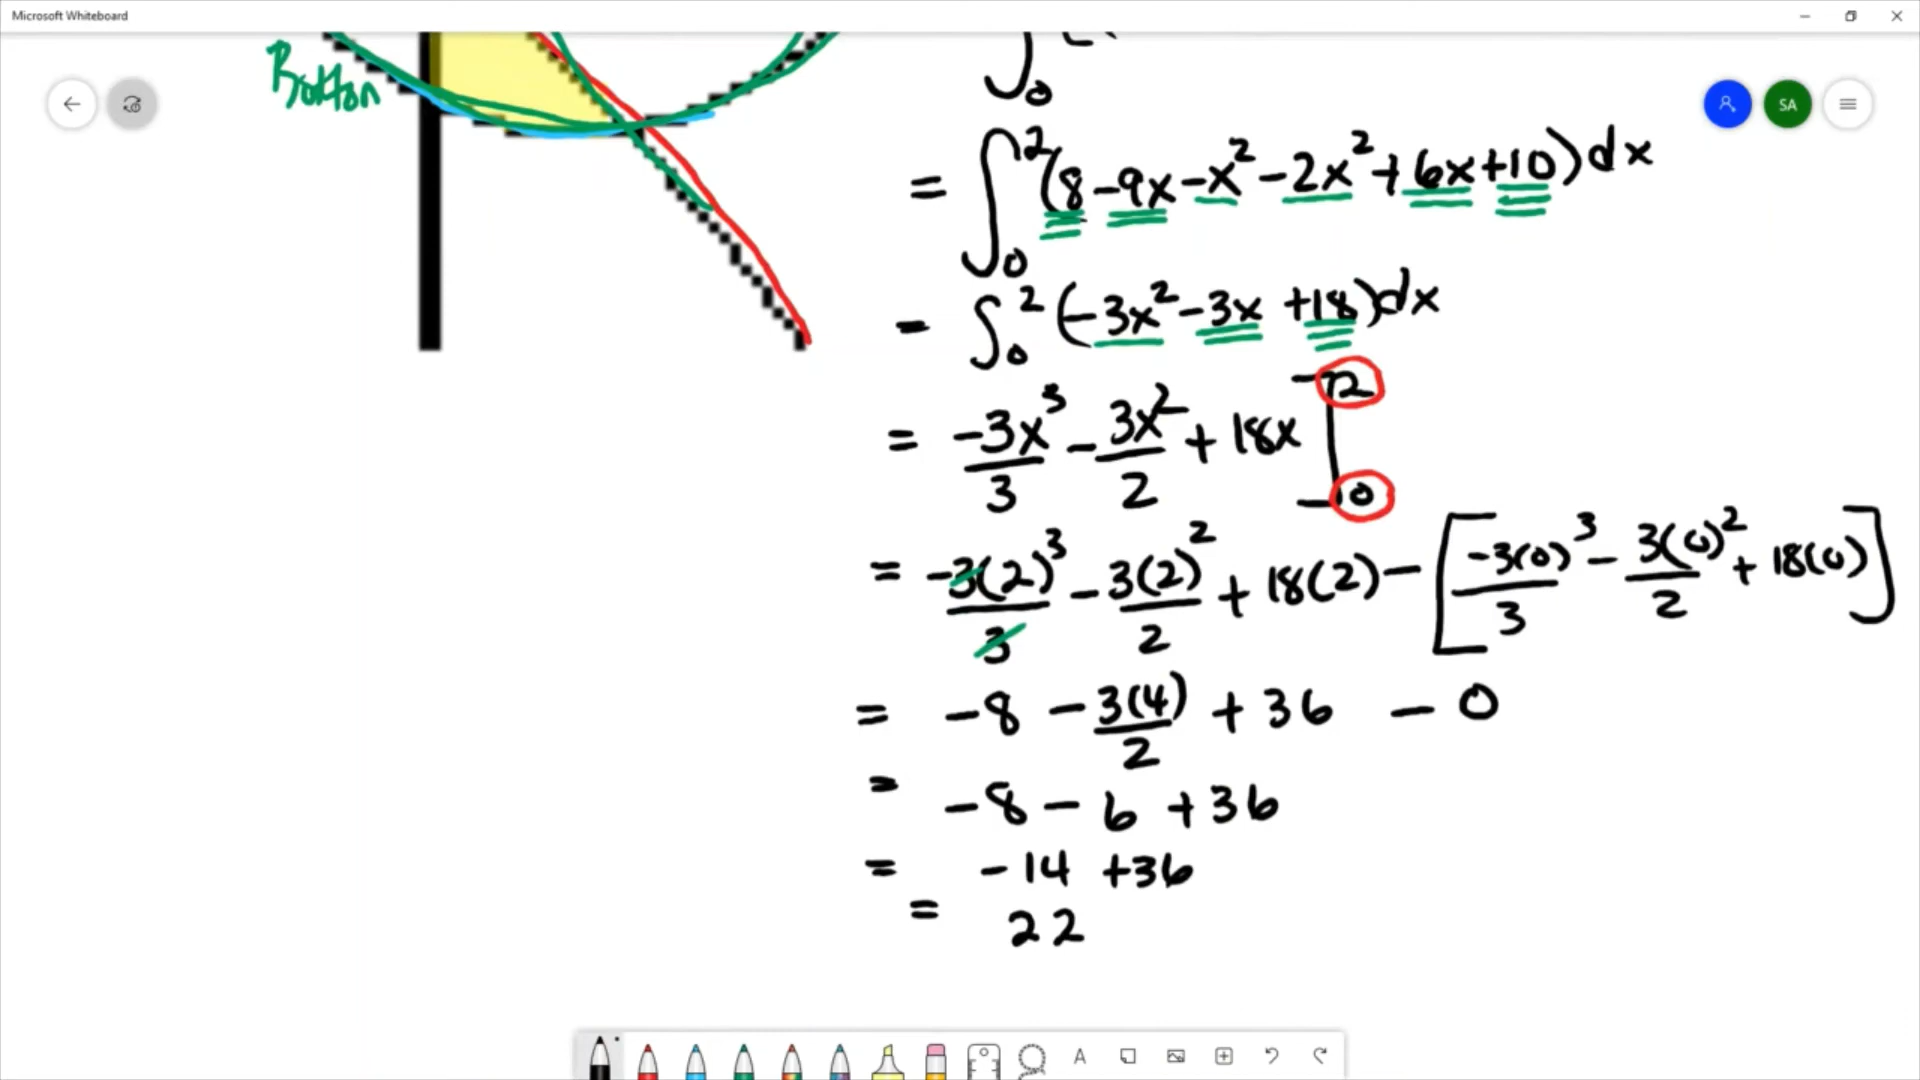 Microsoft Whiteboard
Bottom
SA
∫₀
= ∫₀² (8 - 9x - x² - 2x² + 6x + 10) dx
= ∫₀² (-3x² - 3x + 18) dx
= -3x³/3 - 3x²/2 + 18x ]₀²
= -3(2)³/3 - 3(2)²/2 + 18(2) - [-3(0)³/3 - 3(0)²/2 + 18(0)]
= -8 - 3(4)/2 + 36 - 0
= -8 - 6 + 36
= -14 + 36
= 22
A